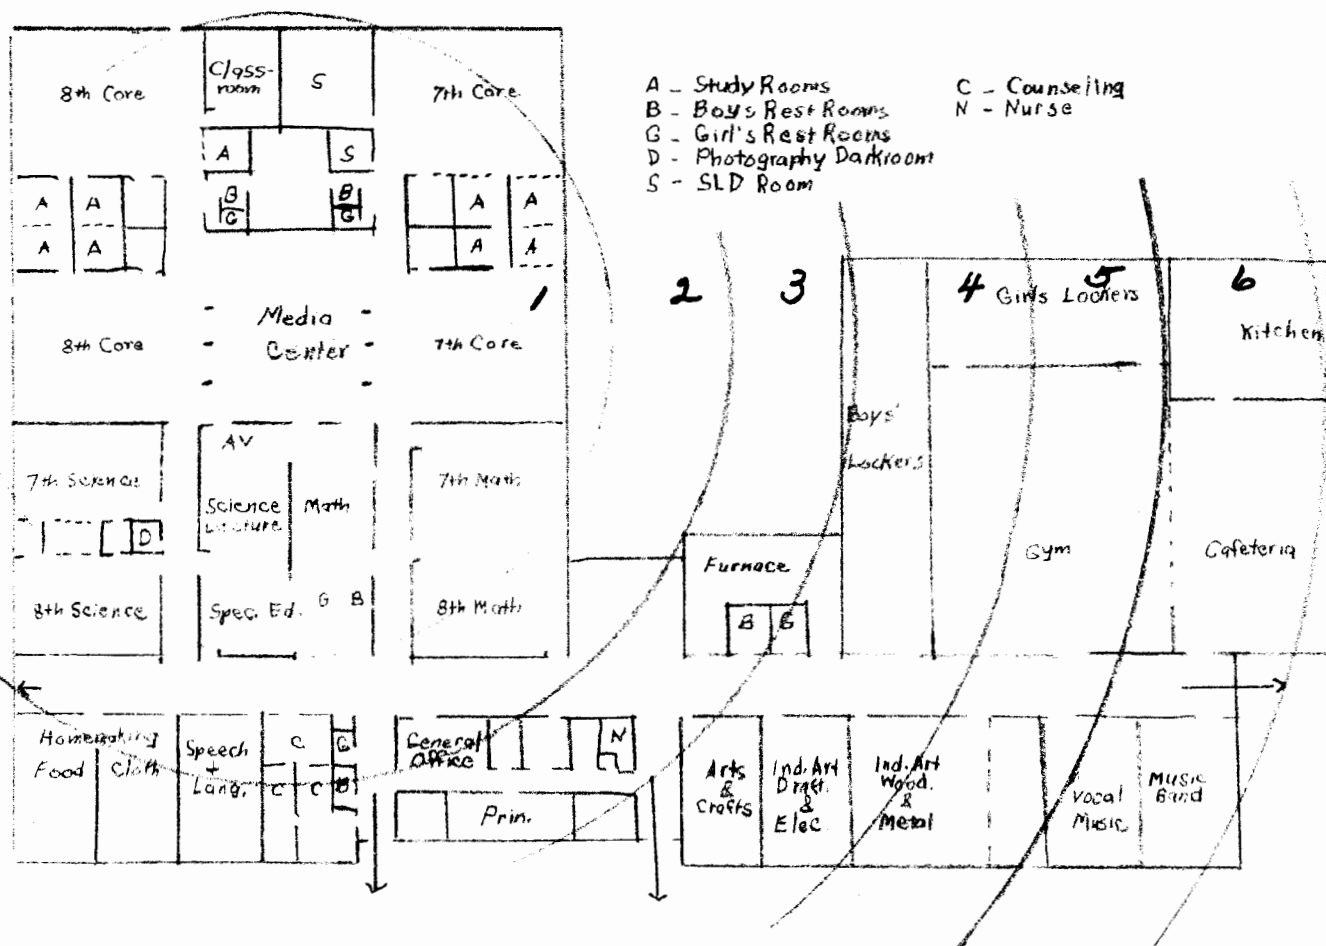 A - Study Rooms
B - Boys Rest Rooms
G - Girl's Rest Rooms
D - Photography Darkroom
S - SLD Room
C - Counseling
N - Nurse
8th Core
Class-
room
S
7th Core
A
S
B
G
B
G
A
A
A
A
A
A
A
A
1
2
3
4
5
6
Girls Lockers
Kitchen
8th Core
Media
Center
7th Core
Boys'
Lockers
AV
7th Science
Science
Lecture
Math
7th Math
D
Gym
Cafeteria
Furnace
8th Science
Spec. Ed.
G
B
8th Math
B
G
Homemaking
Food
Cloth
Speech
+
Lang.
C
C
C
G
B
General
Office
N
Prin.
Arts
&
Crafts
Ind. Art
Draft.
&
Elec.
Ind. Art
Wood.
&
Metal
Vocal
Music
Music
Band